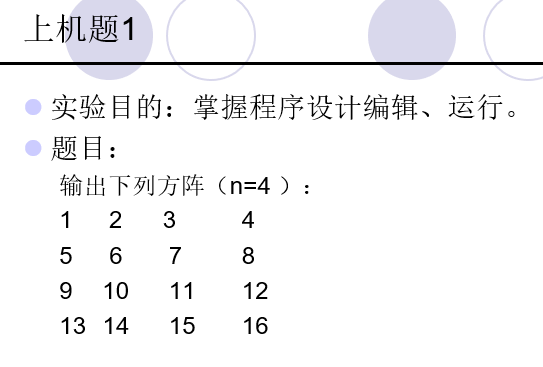 上机题1
实验目的：掌握程序设计编辑、运行。
题目：
输出下列方阵（n=4 ）：
1 2 3 4
5 6 7 8
9 10 11 12
13 14 15 16